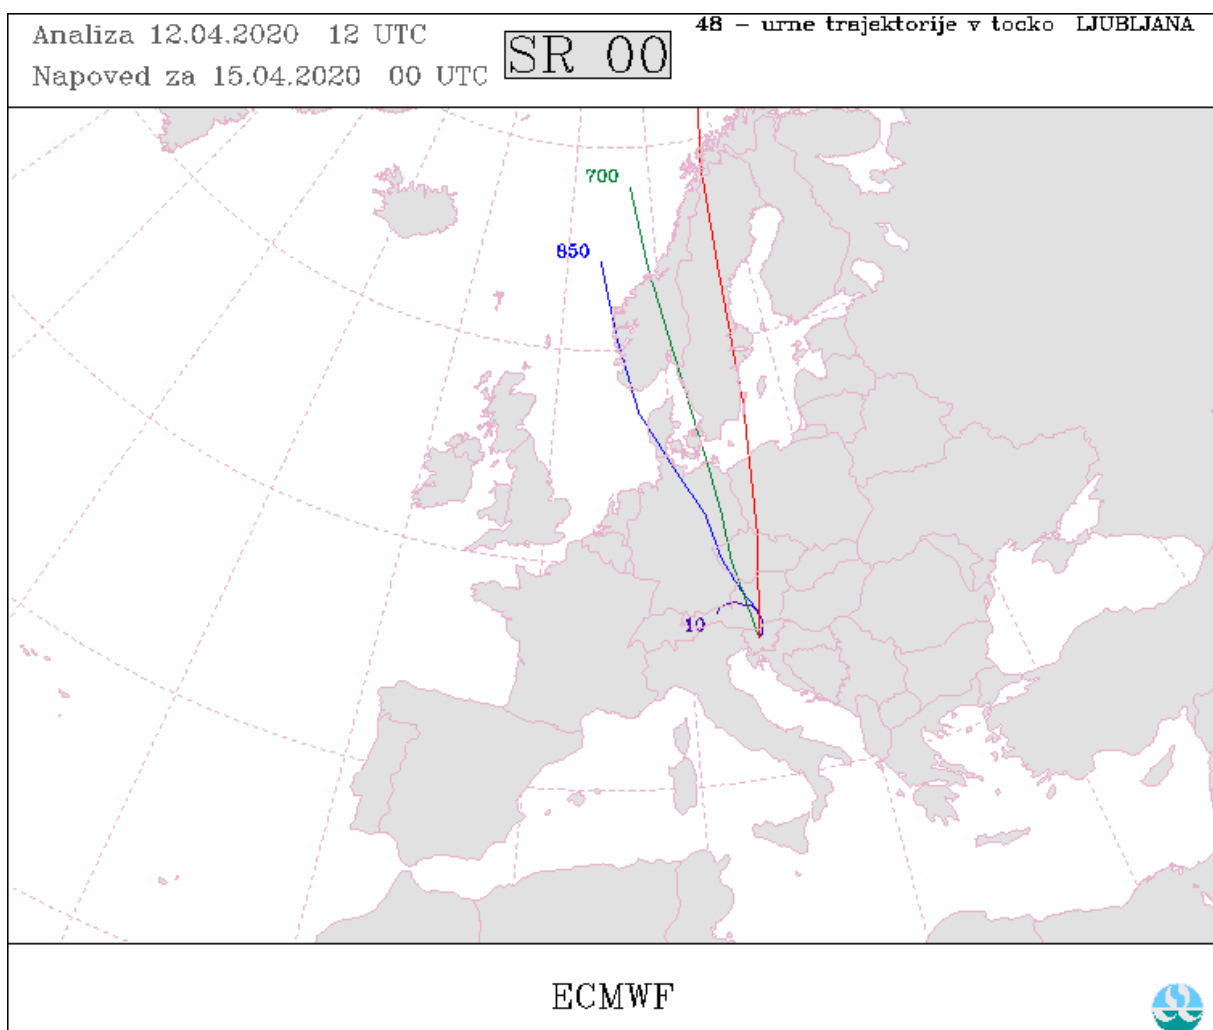 Analiza 12.04.2020 12 UTC
Napoved za 15.04.2020 00 UTC
SR 00
48 - urne trajektorije v tocko LJUBLJANA
700
850
10
ECMWF